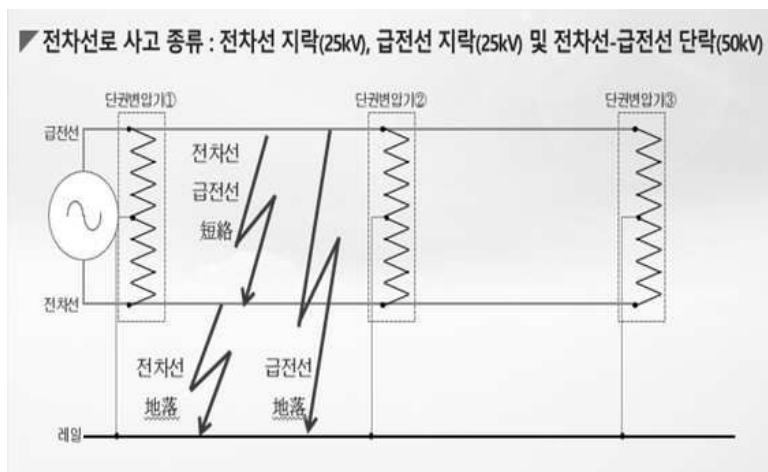 전차선로 사고 종류 : 전차선 지락(25kV), 급전선 지락(25kV) 및 전차선-급전선 단락(50kV)
단권변압기①
단권변압기②
단권변압기③
급전선
전차선
급전선
短絡
전차선
전차선
地落
급전선
地落
레일